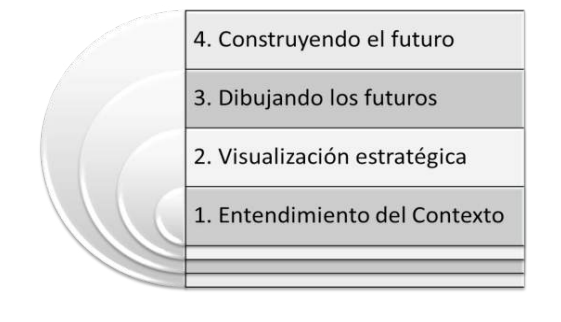 4. Construyendo el futuro
3. Dibujando los futuros
2. Visualización estratégica
1. Entendimiento del Contexto